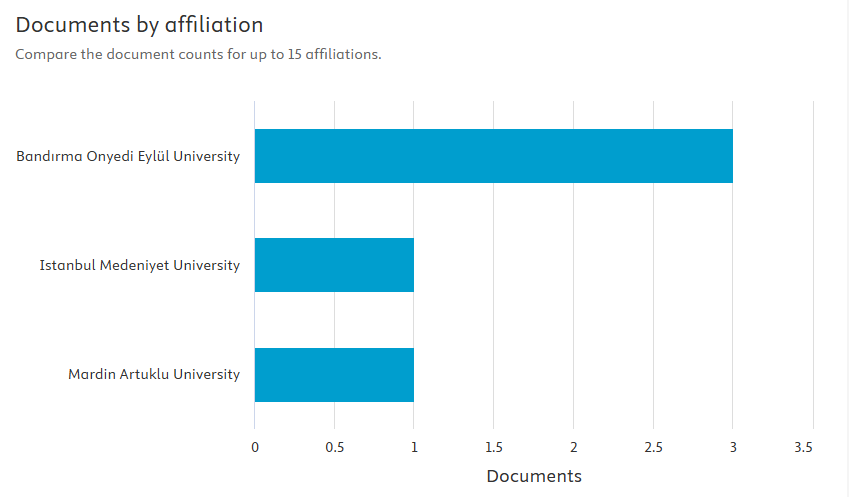 Documents by affiliation
Compare the document counts for up to 15 affiliations.
Bandırma Onyedi Eylül University
Istanbul Medeniyet University
Mardin Artuklu University
0 0.5 1 1.5 2 2.5 3 3.5
Documents